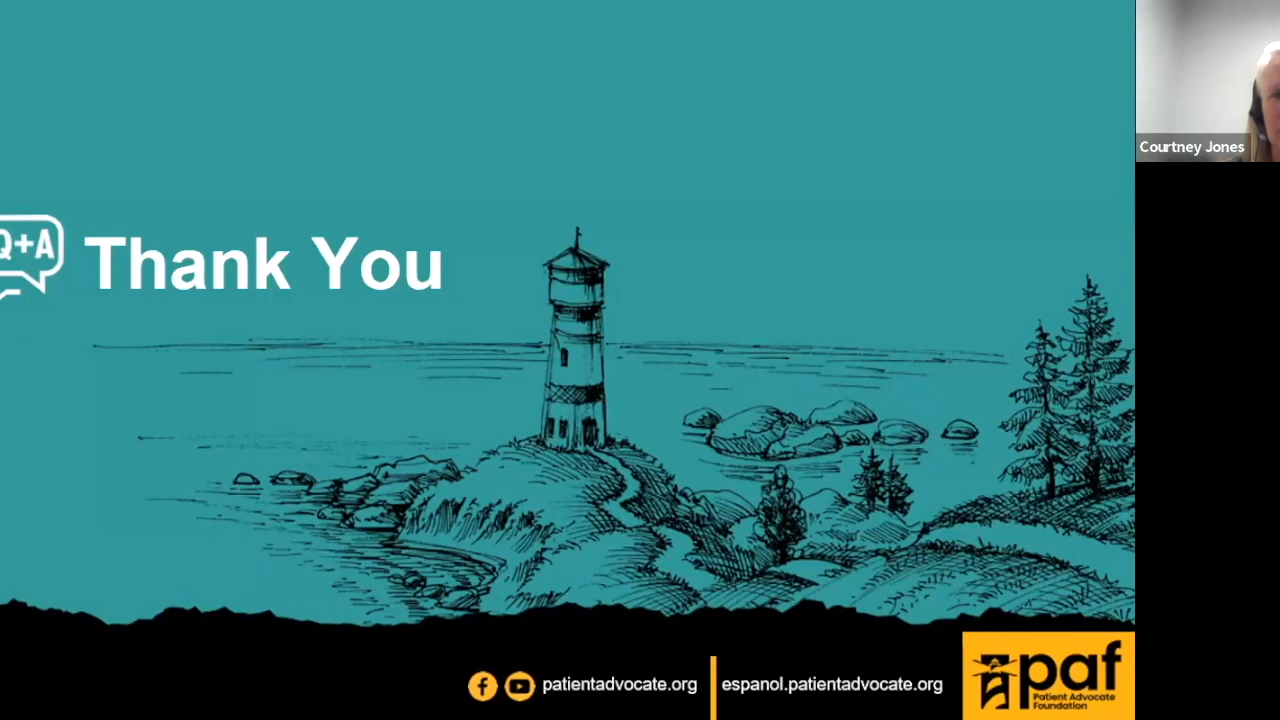 Courtney Jones
Q+A
Thank You
patientadvocate.org
espanol.patientadvocate.org
paf
Patient Advocate
Foundation